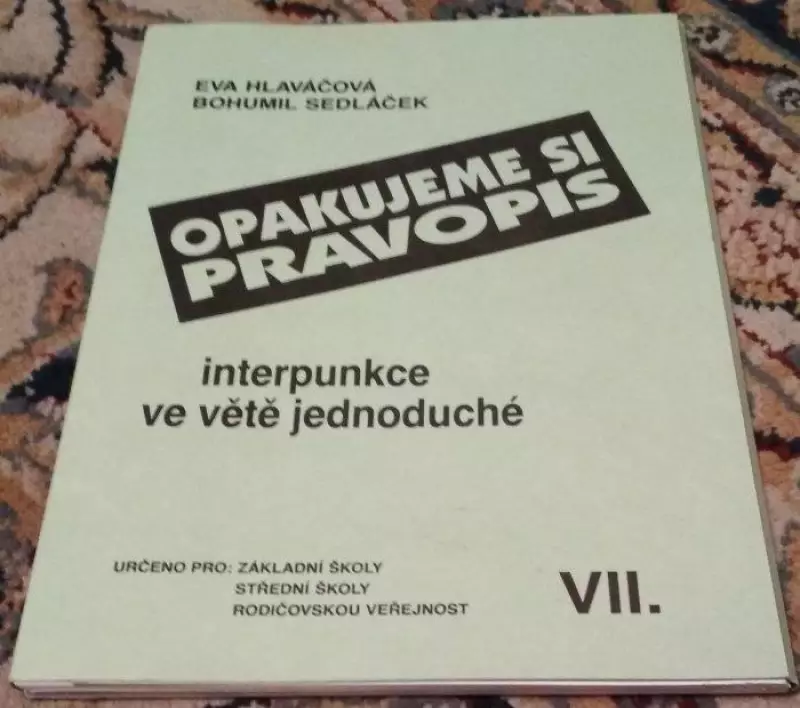 EVA HLAVÁČOVÁ
BOHUMIL SEDLÁČEK
OPAKUJEME SI
PRAVOPIS
interpunkce
ve větě jednoduché
URČENO PRO: ZÁKLADNÍ ŠKOLY
STŘEDNÍ ŠKOLY
RODIČOVSKOU VEŘEJNOST
VII.